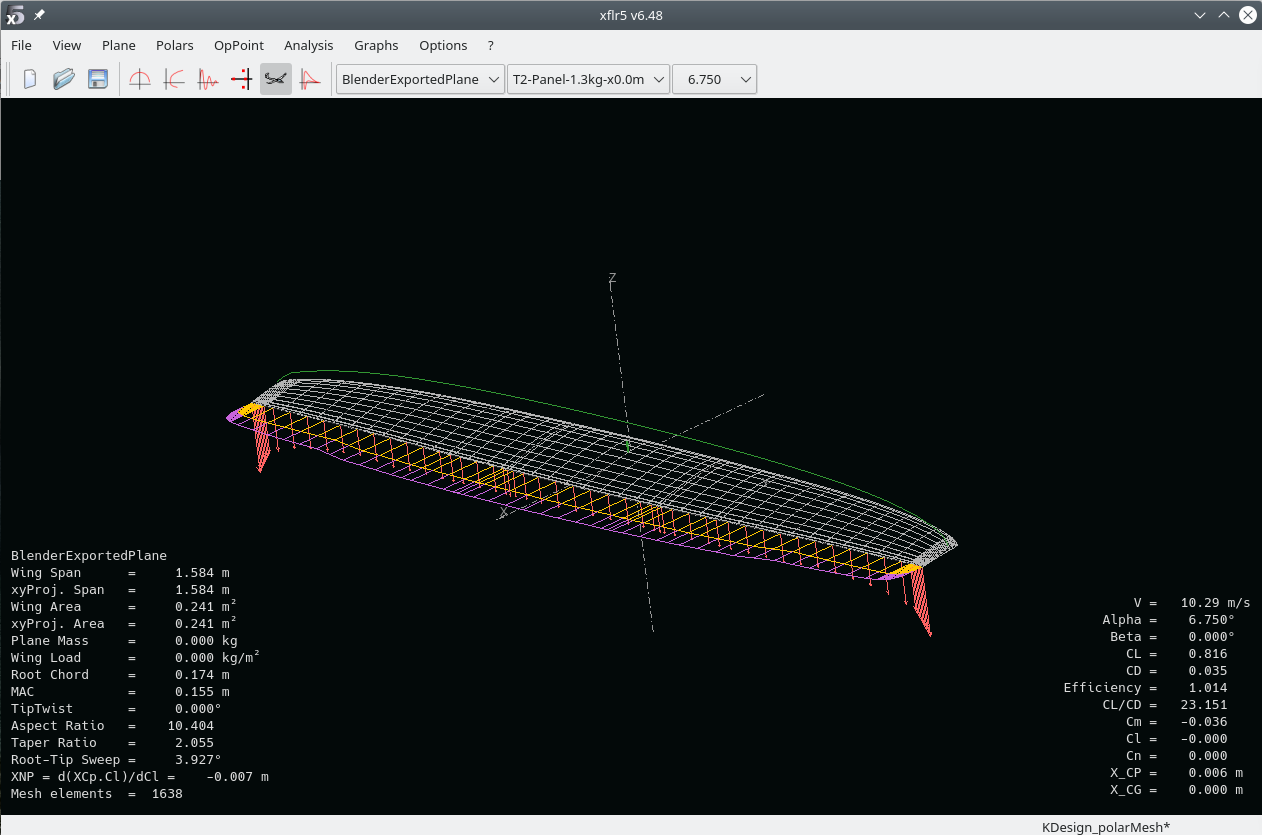 xflr5 v6.48
File View Plane Polars OpPoint Analysis Graphs Options ?
BlenderExportedPlane T2-Panel-1.3kg-x0.0m 6.750
Z
X
BlenderExportedPlane
Wing Span = 1.584 m
xyProj. Span = 1.584 m
Wing Area = 0.241 m²
xyProj. Area = 0.241 m²
Plane Mass = 0.000 kg
Wing Load = 0.000 kg/m²
Root Chord = 0.174 m
MAC = 0.155 m
TipTwist = 0.000°
Aspect Ratio = 10.404
Taper Ratio = 2.055
Root-Tip Sweep = 3.927°
XNP = d(XCp.Cl)/dCl = -0.007 m
Mesh elements = 1638
V = 10.29 m/s
Alpha = 6.750°
Beta = 0.000°
CL = 0.816
CD = 0.035
Efficiency = 1.014
CL/CD = 23.151
Cm = -0.036
Cl = -0.000
Cn = 0.000
X_CP = 0.006 m
X_CG = 0.000 m
KDesign_polarMesh*